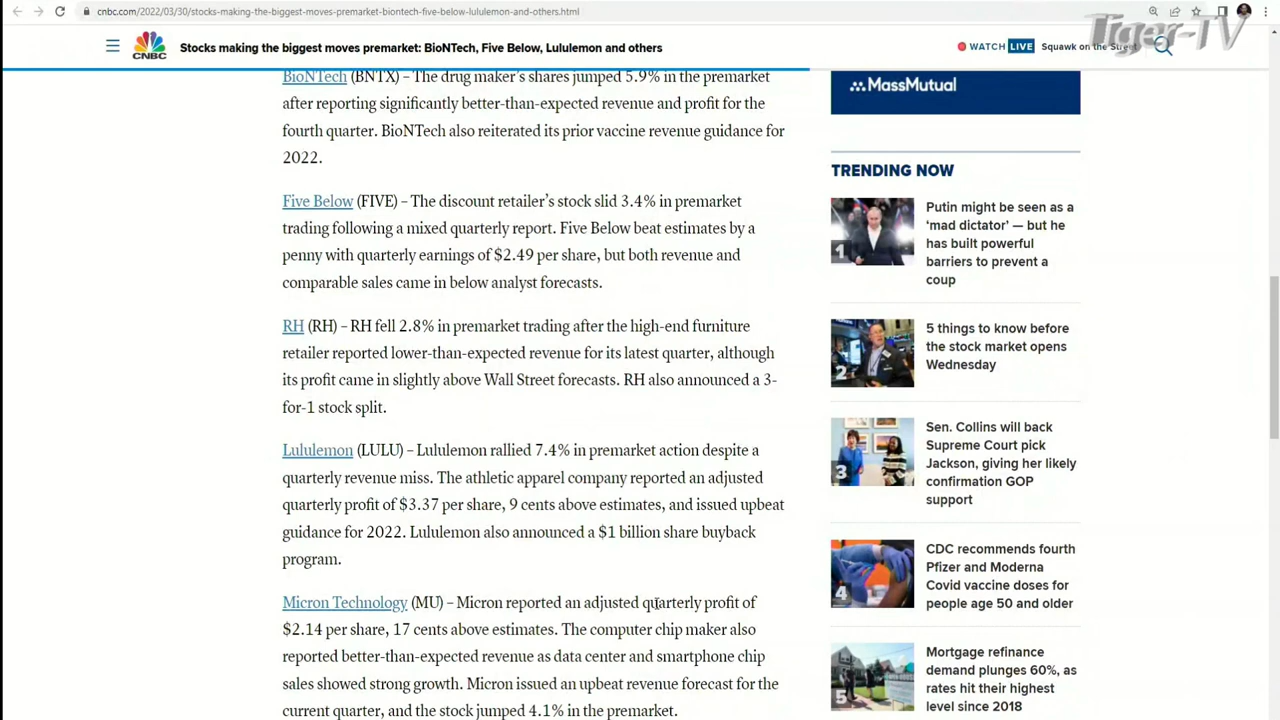 cnbc.com/2022/03/30/stocks-making-the-biggest-moves-premarket-biontech-five-below-lululemon-and-others.html
Tiger-TV
CNBC
Stocks making the biggest moves premarket: BioNTech, Five Below, Lululemon and others
WATCH LIVE
Squawk on the Street
BioNTech (BNTX) – The drug maker's shares jumped 5.9% in the premarket
after reporting significantly better-than-expected revenue and profit for the
fourth quarter. BioNTech also reiterated its prior vaccine revenue guidance for
2022.
Five Below (FIVE) – The discount retailer's stock slid 3.4% in premarket
trading following a mixed quarterly report. Five Below beat estimates by a
penny with quarterly earnings of $2.49 per share, but both revenue and
comparable sales came in below analyst forecasts.
RH (RH) – RH fell 2.8% in premarket trading after the high-end furniture
retailer reported lower-than-expected revenue for its latest quarter, although
its profit came in slightly above Wall Street forecasts. RH also announced a 3-
for-1 stock split.
Lululemon (LULU) – Lululemon rallied 7.4% in premarket action despite a
quarterly revenue miss. The athletic apparel company reported an adjusted
quarterly profit of $3.37 per share, 9 cents above estimates, and issued upbeat
guidance for 2022. Lululemon also announced a $1 billion share buyback
program.
Micron Technology (MU) – Micron reported an adjusted quarterly profit of
$2.14 per share, 17 cents above estimates. The computer chip maker also
reported better-than-expected revenue as data center and smartphone chip
sales showed strong growth. Micron issued an upbeat revenue forecast for the
current quarter, and the stock jumped 4.1% in the premarket.
MassMutual
TRENDING NOW
1
Putin might be seen as a
‘mad dictator’ — but he
has built powerful
barriers to prevent a
coup
2
5 things to know before
the stock market opens
Wednesday
3
Sen. Collins will back
Supreme Court pick
Jackson, giving her likely
confirmation GOP
support
4
CDC recommends fourth
Pfizer and Moderna
Covid vaccine doses for
people age 50 and older
5
Mortgage refinance
demand plunges 60%, as
rates hit their highest
level since 2018